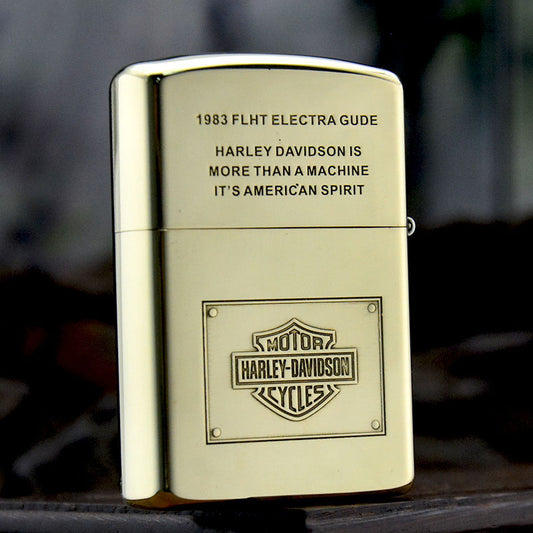 1983 FLHT ELECTRA GUDE
HARLEY DAVIDSON IS
MORE THAN A MACHINE
IT'S AMERICAN SPIRIT
MOTOR
HARLEY-DAVIDSON
CYCLES